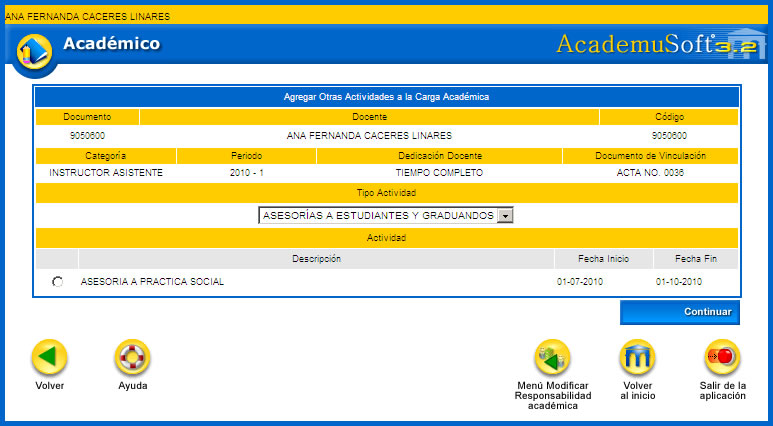 ANA FERNANDA CACERES LINARES
Académico
AcademuSoft 3.2
Agregar Otras Actividades a la Carga Académica
Documento Docente Código
9050600 ANA FERNANDA CACERES LINARES 9050600
Categoría Periodo Dedicación Docente Documento de Vinculación
INSTRUCTOR ASISTENTE 2010 - 1 TIEMPO COMPLETO ACTA NO. 0036
Tipo Actividad
ASESORÍAS A ESTUDIANTES Y GRADUANDOS
Actividad
Descripción Fecha Inicio Fecha Fin
ASESORIA A PRACTICA SOCIAL 01-07-2010 01-10-2010
Continuar
Volver
Ayuda
Menú Modificar
Responsabilidad
académica
Volver
al inicio
Salir de la
aplicación